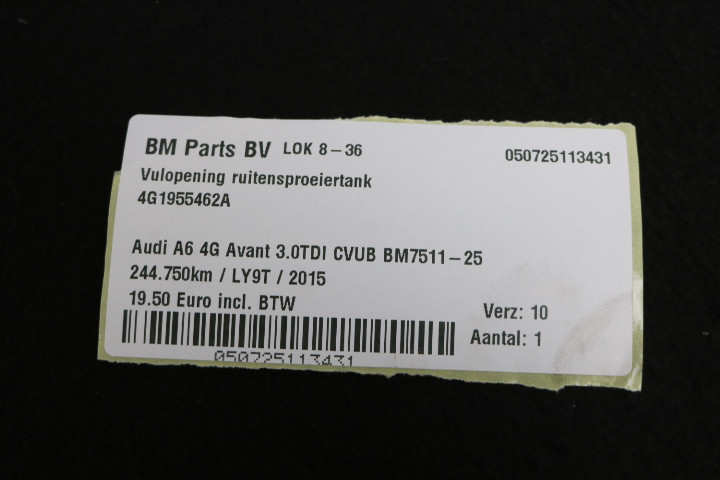 BM Parts BV LOK 8-36 050725113431
Vulopening ruitensproeiertank
4G1955462A
Audi A6 4G Avant 3.0TDI CVUB BM7511-25
244.750km / LY9T / 2015
19.50 Euro incl. BTW Verz: 10
Aantal: 1
050725113431